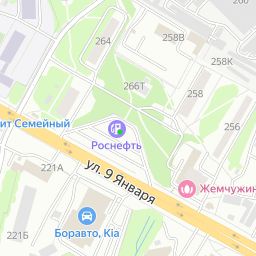 258В
264
258К
266Т
258
ит Семейный
256
Роснефть
221А
ул. 9 Января
Жемчужин
221Б
Боравто, Kia